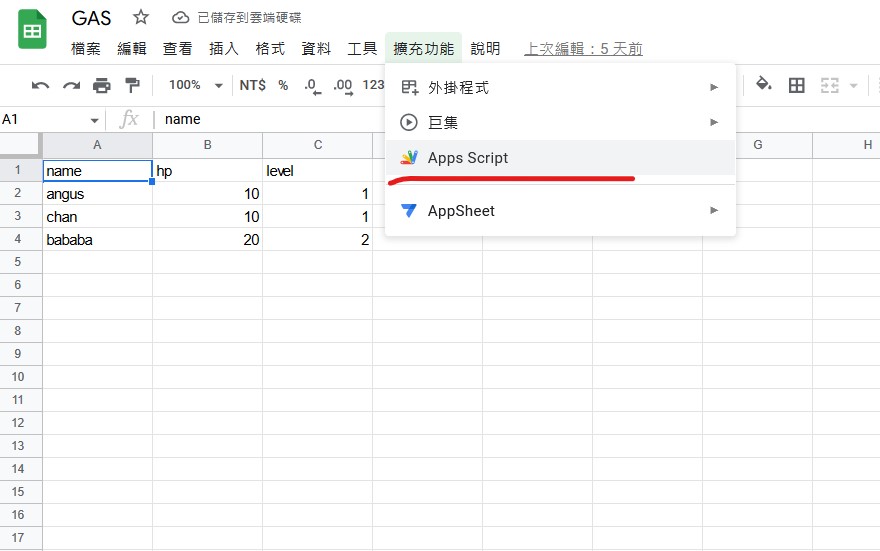 GAS 已儲存到雲端硬碟
檔案 編輯 查看 插入 格式 資料 工具 擴充功能 說明 上次編輯：5 天前
100% NT$ % .0 .00 123
外掛程式
巨集
Apps Script
AppSheet
A1 fx name
A B C G H
1 name hp level
2 angus 10 1
3 chan 10 1
4 bababa 20 2
5
6
7
8
9
10
11
12
13
14
15
16
17